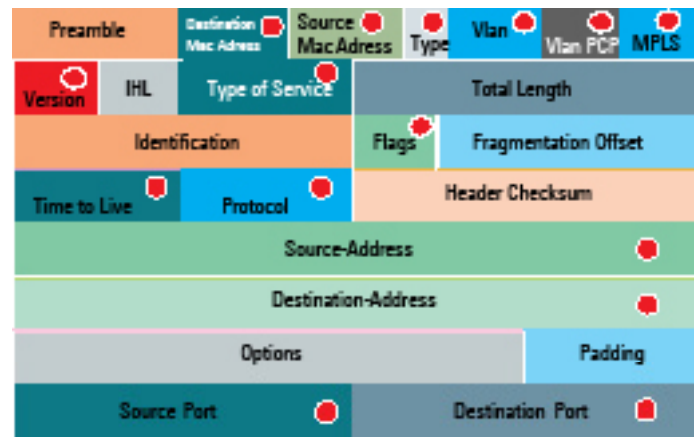 Preamble
Destination
Mac Adress
Source
Mac Adress
Type
Vlan
Vlan PCP
MPLS
Version
IHL
Type of Service
Total Length
Identification
Flags
Fragmentation Offset
Time to Live
Protocol
Header Checksum
Source-Address
Destination-Address
Options
Padding
Source Port
Destination Port